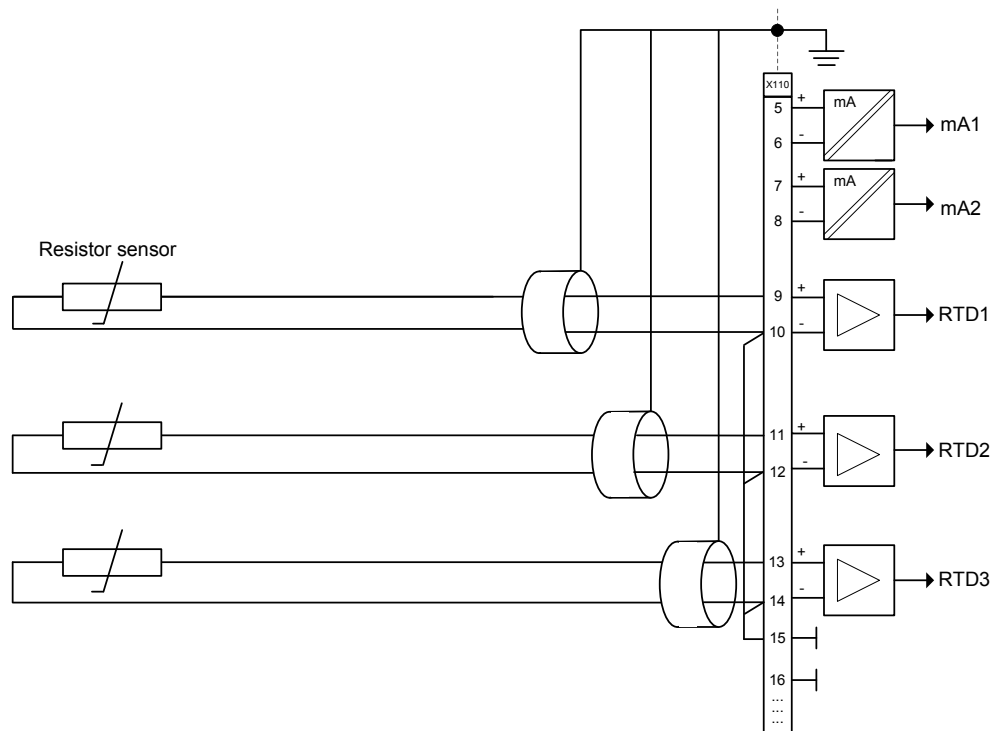 X110
5 + mA
mA1
6 -
7 + mA
mA2
8 -
Resistor sensor
9 +
RTD1
10 -
11 +
RTD2
12 -
13 +
RTD3
14 -
15
16
...
...
...